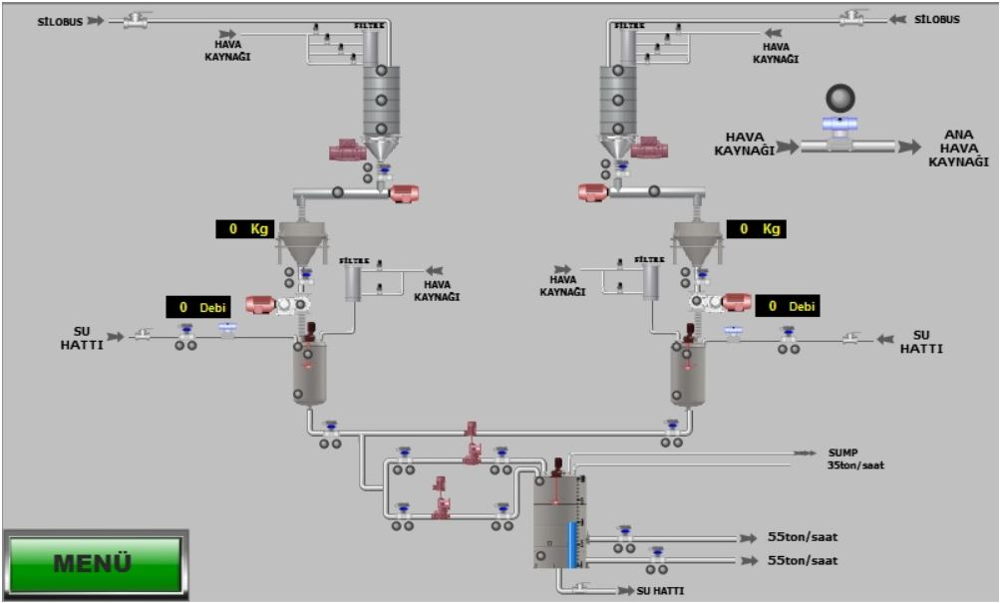 SİLOBUS
SİLOBUS
FİLTRE
FİLTRE
HAVA
KAYNAĞI
HAVA
KAYNAĞI
HAVA
KAYNAĞI
ANA
HAVA
KAYNAĞI
0 Kg
0 Kg
FİLTRE
FİLTRE
HAVA
KAYNAĞI
HAVA
KAYNAĞI
0 Debi
0 Debi
SU
HATTI
SU
HATTI
SUMP
35ton/saat
55ton/saat
55ton/saat
SU HATTI
MENÜ